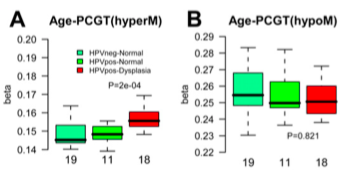 A Age-PCGT(hyperM)
0.20
0.19
0.18
0.17
0.16
0.15
0.14
beta
HPVneg-Normal
HPVpos-Normal
HPVpos-Dysplasia
P=2e-04
19 11 18
B Age-PCGT(hypoM)
0.29
0.28
0.27
0.26
0.25
0.24
0.23
0.22
beta
P=0.821
19 11 18